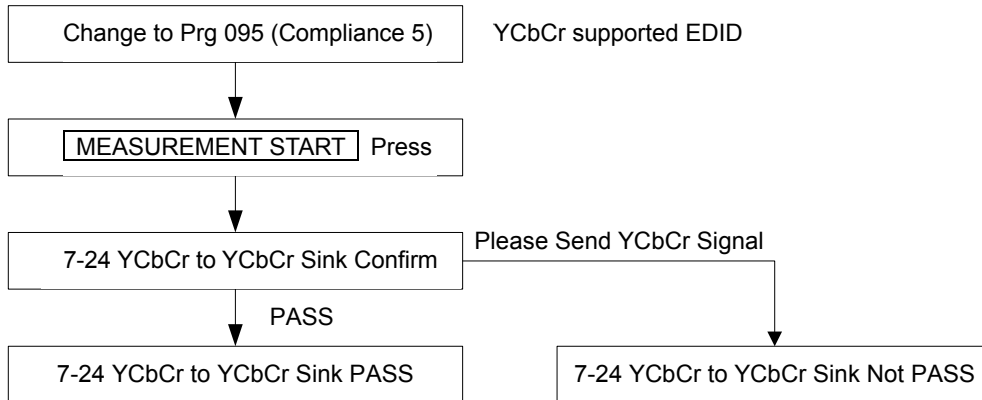 Change to Prg 095 (Compliance 5)
YCbCr supported EDID
MEASUREMENT START Press
7-24 YCbCr to YCbCr Sink Confirm
Please Send YCbCr Signal
PASS
7-24 YCbCr to YCbCr Sink PASS
7-24 YCbCr to YCbCr Sink Not PASS